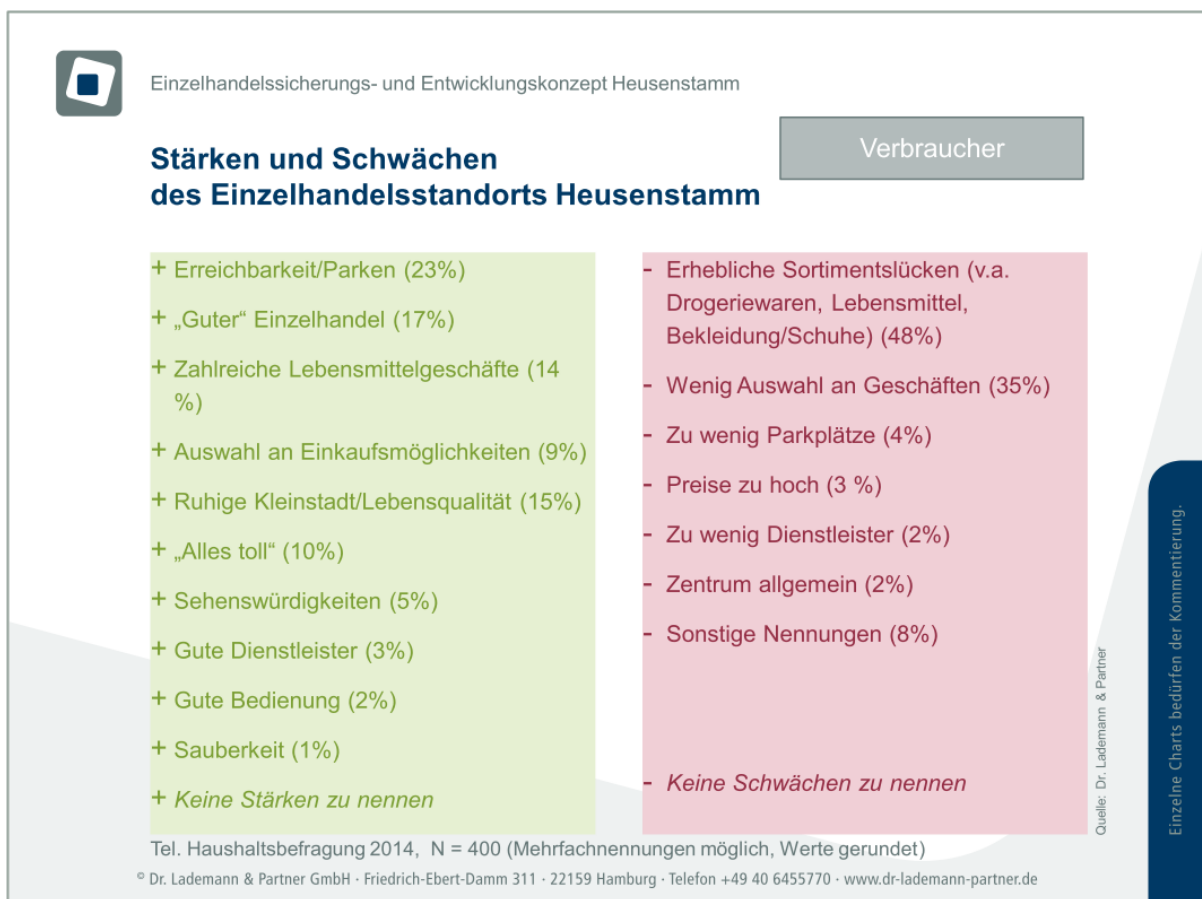 Einzelhandelssicherungs- und Entwicklungskonzept Heusenstamm
Verbraucher
Stärken und Schwächen
des Einzelhandelsstandorts Heusenstamm
+ Erreichbarkeit/Parken (23%)
+ „Guter“ Einzelhandel (17%)
+ Zahlreiche Lebensmittelgeschäfte (14
%)
+ Auswahl an Einkaufsmöglichkeiten (9%)
+ Ruhige Kleinstadt/Lebensqualität (15%)
+ „Alles toll“ (10%)
+ Sehenswürdigkeiten (5%)
+ Gute Dienstleister (3%)
+ Gute Bedienung (2%)
+ Sauberkeit (1%)
+ Keine Stärken zu nennen
- Erhebliche Sortimentslücken (v.a.
Drogeriewaren, Lebensmittel,
Bekleidung/Schuhe) (48%)
- Wenig Auswahl an Geschäften (35%)
- Zu wenig Parkplätze (4%)
- Preise zu hoch (3 %)
- Zu wenig Dienstleister (2%)
- Zentrum allgemein (2%)
- Sonstige Nennungen (8%)
- Keine Schwächen zu nennen
Quelle: Dr. Lademann & Partner
Einzelne Charts bedürfen der Kommentierung.
Tel. Haushaltsbefragung 2014, N = 400 (Mehrfachnennungen möglich, Werte gerundet)
© Dr. Lademann & Partner GmbH · Friedrich-Ebert-Damm 311 · 22159 Hamburg · Telefon +49 40 6455770 · www.dr-lademann-partner.de